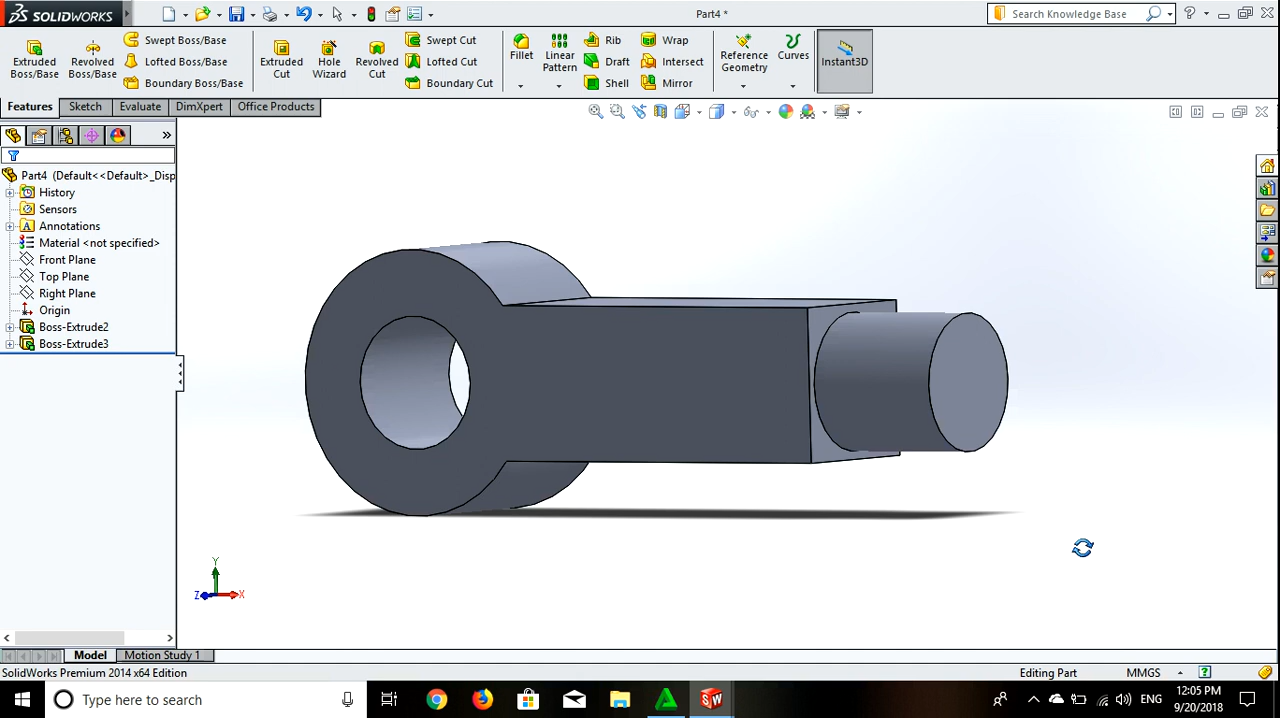 SOLIDWORKS
Part4 *
Search Knowledge Base
Extruded Boss/Base
Revolved Boss/Base
Swept Boss/Base
Lofted Boss/Base
Boundary Boss/Base
Extruded Cut
Hole Wizard
Revolved Cut
Swept Cut
Lofted Cut
Boundary Cut
Fillet
Linear Pattern
Rib
Draft
Shell
Wrap
Intersect
Mirror
Reference Geometry
Curves
Instant3D
Features
Sketch
Evaluate
DimXpert
Office Products
Part4 (Default<<Default>_Disp
History
Sensors
Annotations
Material <not specified>
Front Plane
Top Plane
Right Plane
Origin
Boss-Extrude2
Boss-Extrude3
Y
Z
X
Model
Motion Study 1
SolidWorks Premium 2014 x64 Edition
Editing Part
MMGS
Type here to search
ENG
12:05 PM
9/20/2018